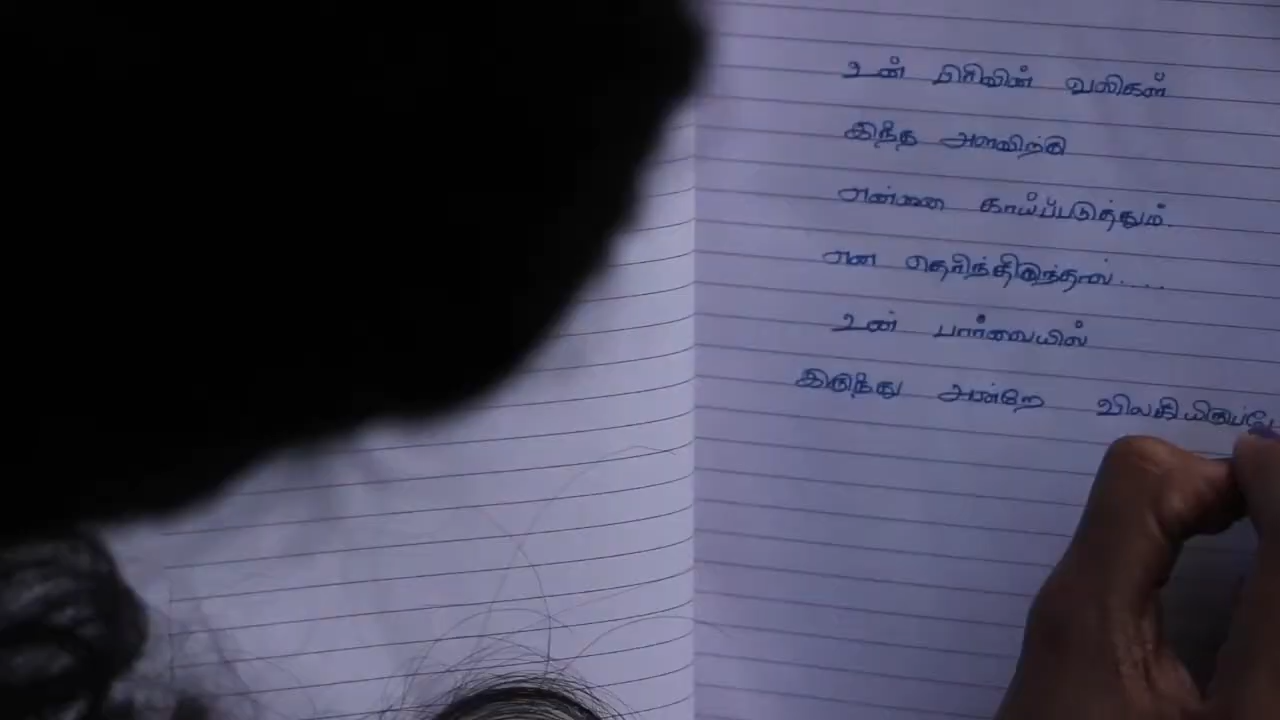 உன் பிரிவின் வலிகள்
இந்த அளவிற்கு
என்னை காயப்படுத்தும்
என தெரிந்திருந்தால்.....
உன் பார்வையில்
இருந்து அன்றே